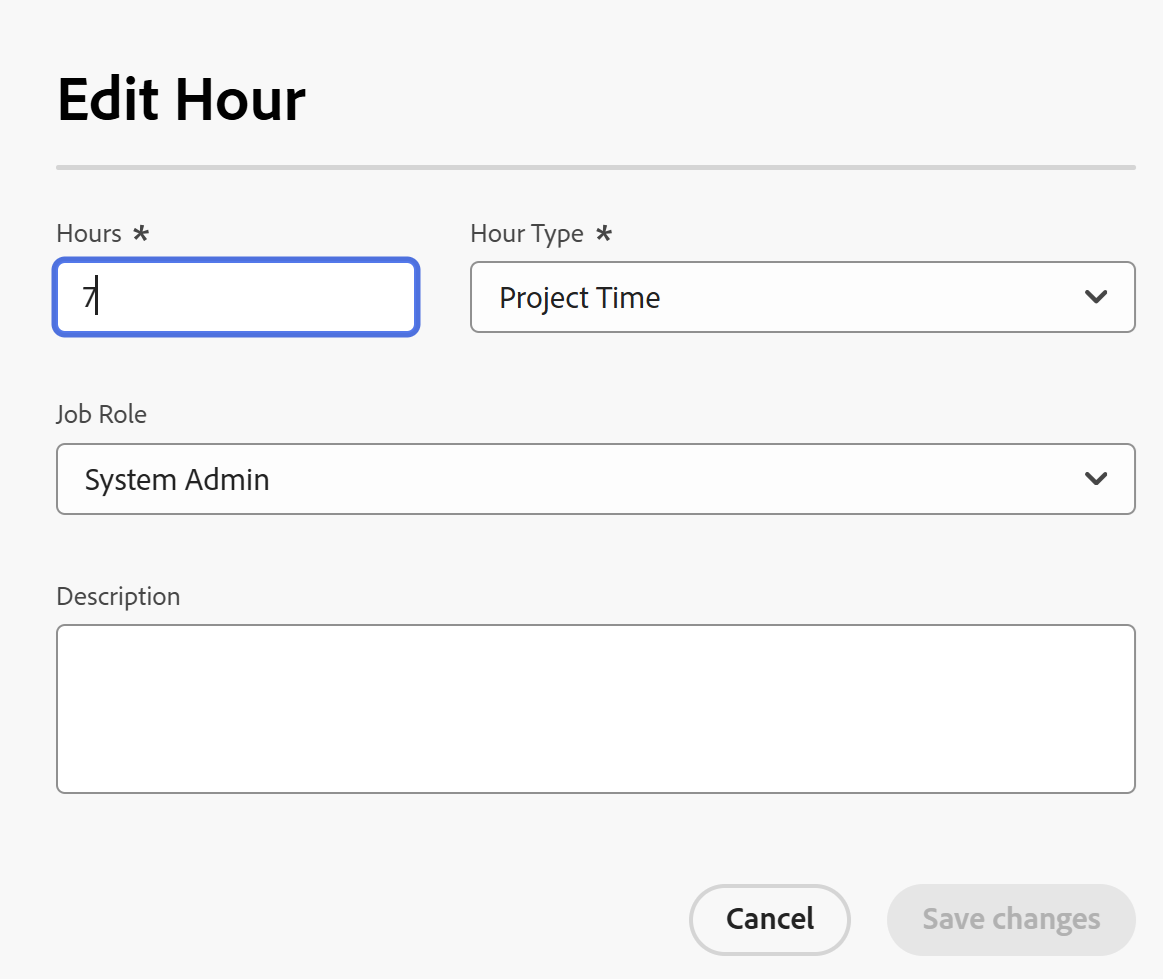 Edit Hour
Hours *
Hour Type *
7
Project Time
Job Role
System Admin
Description
Cancel
Save changes